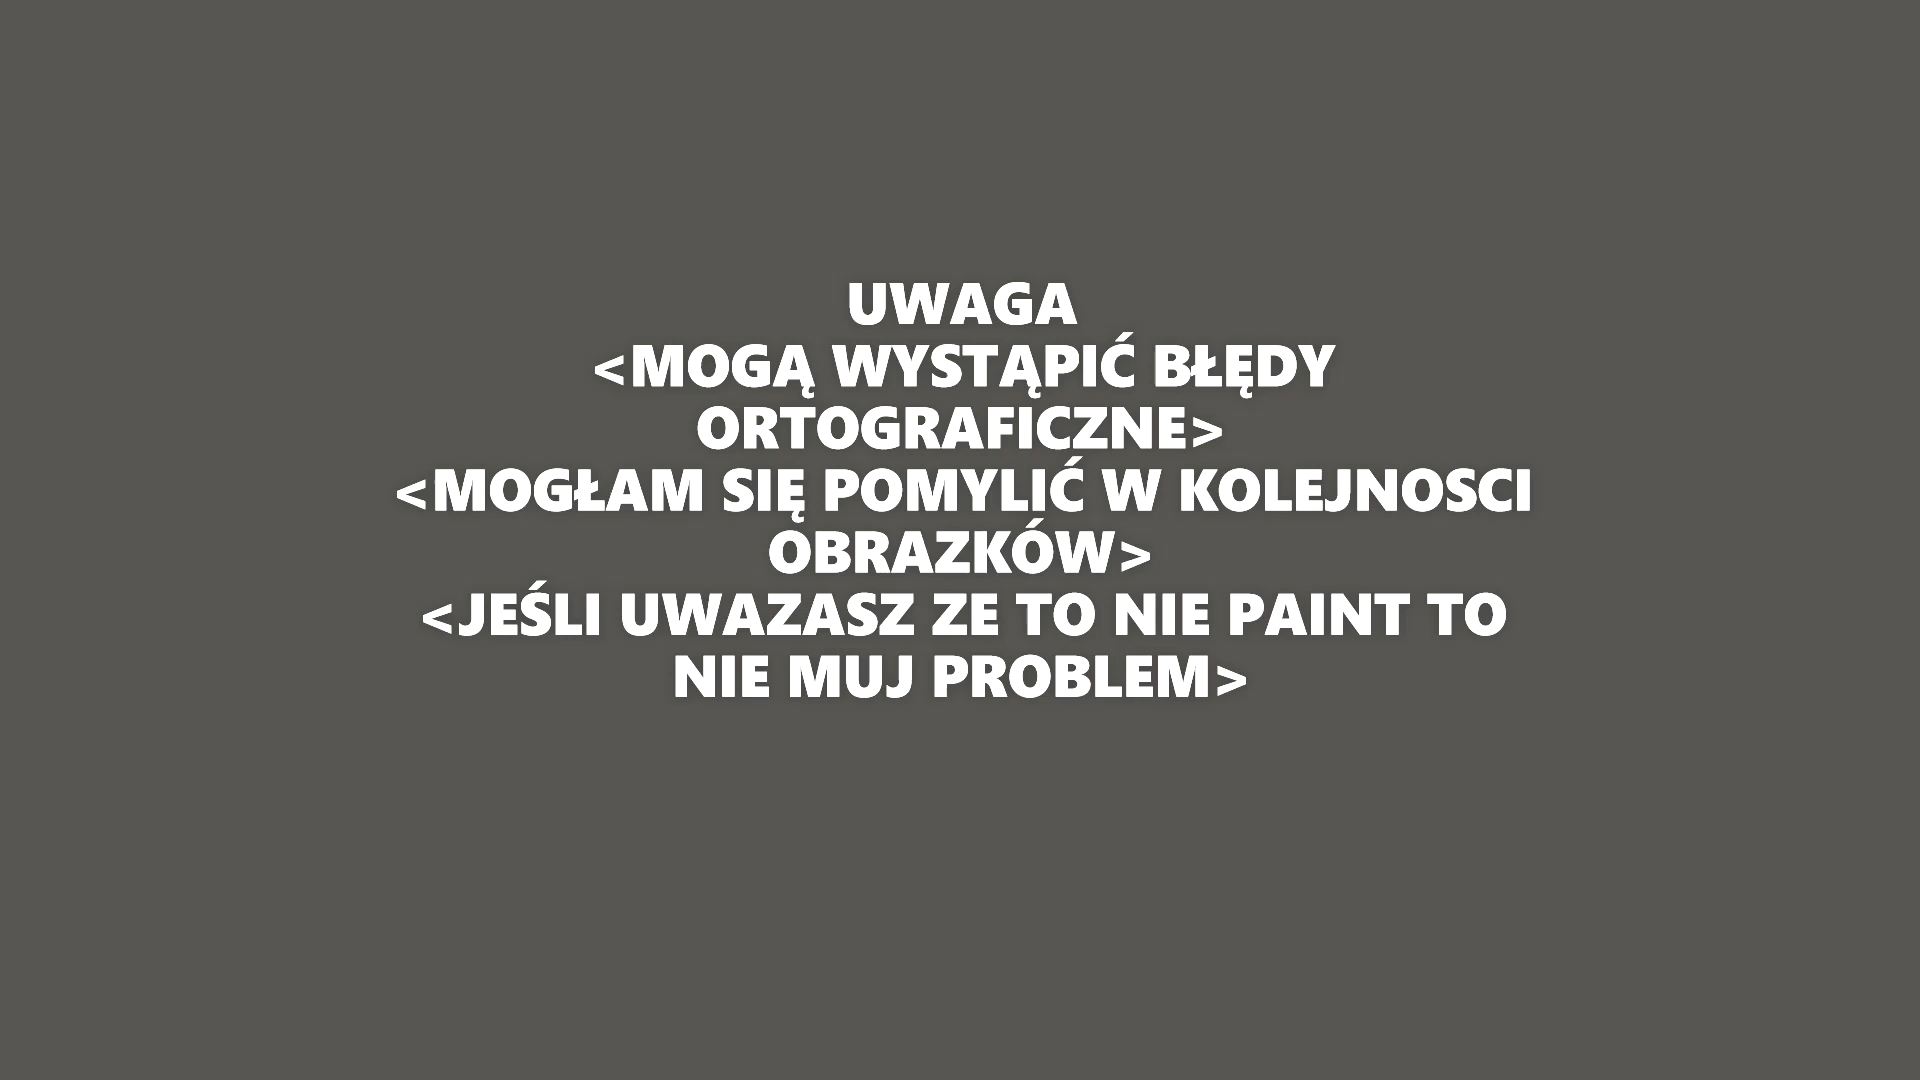 UWAGA
<MOGĄ WYSTĄPIĆ BŁĘDY
ORTOGRAFICZNE>
<MOGŁAM SIĘ POMYLIĆ W KOLEJNOSCI
OBRAZKÓW>
<JEŚLI UWAZASZ ZE TO NIE PAINT TO
NIE MUJ PROBLEM>